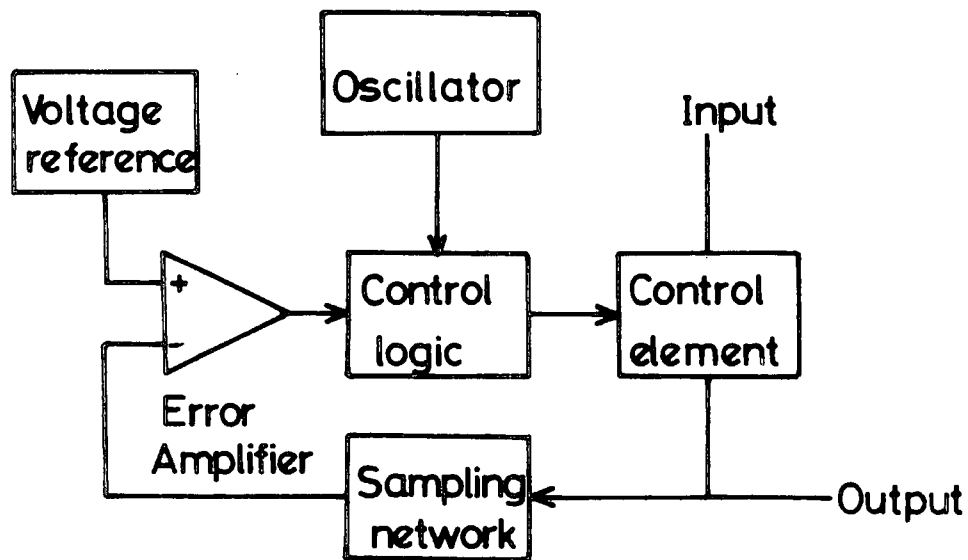 Voltage
reference
Oscillator
Input
+
-
Control
logic
Control
element
Error
Amplifier
Sampling
network
Output